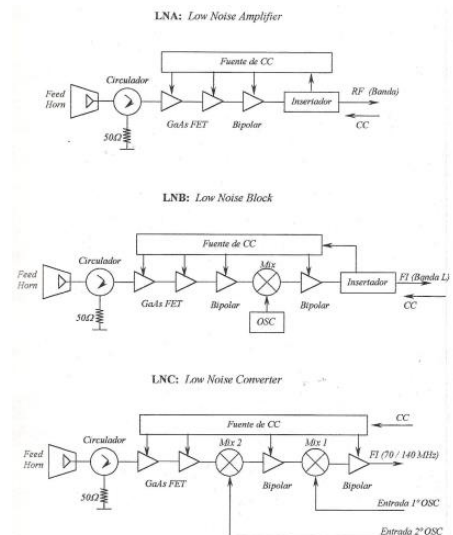 LNA: Low Noise Amplifier
Fuente de CC
Circulador
Feed
Horn
RF (Banda)
Insertador
CC
50Ω
GaAs FET
Bipolar
LNB: Low Noise Block
Fuente de CC
Circulador
Mix
Feed
Horn
Insertador
FI (Banda L)
CC
50Ω
GaAs FET
Bipolar
Bipolar
OSC
LNC: Low Noise Converter
Fuente de CC
CC
Circulador
Mix 2
Mix 1
Feed
Horn
FI (70 / 140 MHz)
50Ω
GaAs FET
Bipolar
Bipolar
Entrada 1º OSC
Entrada 2º OSC